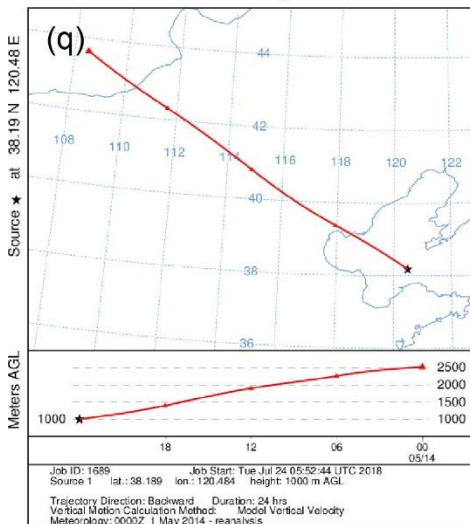 (q)
Source ★ at 38.19 N 120.48 E
44
108
110
42
112
114
116
118
120
40
38
36
Meters AGL
2500
2000
1500
1000
1000
18
12
06
00
05/14
Job ID: 1689 Job Start: Tue Jul 24 05:52:44 UTC 2018
Source 1 lat.: 38.189 lon.: 120.484 height: 1000 m AGL
Trajectory Direction: Backward Duration: 24 hrs
Vertical Motion Calculation Method: Model Vertical Velocity
Meteorology: 0000Z 1 May 2014 - reanalysis